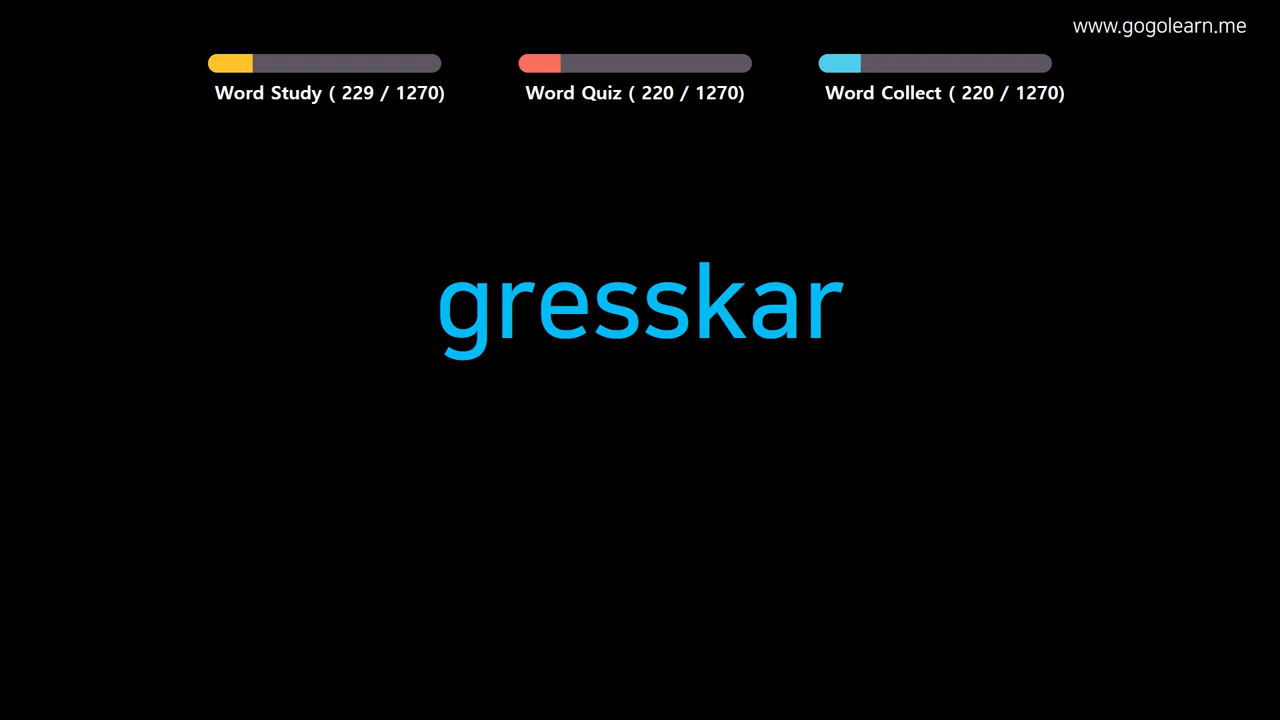 www.gogolearn.me
Word Study ( 229 / 1270)
Word Quiz ( 220 / 1270)
Word Collect ( 220 / 1270)
gresskar